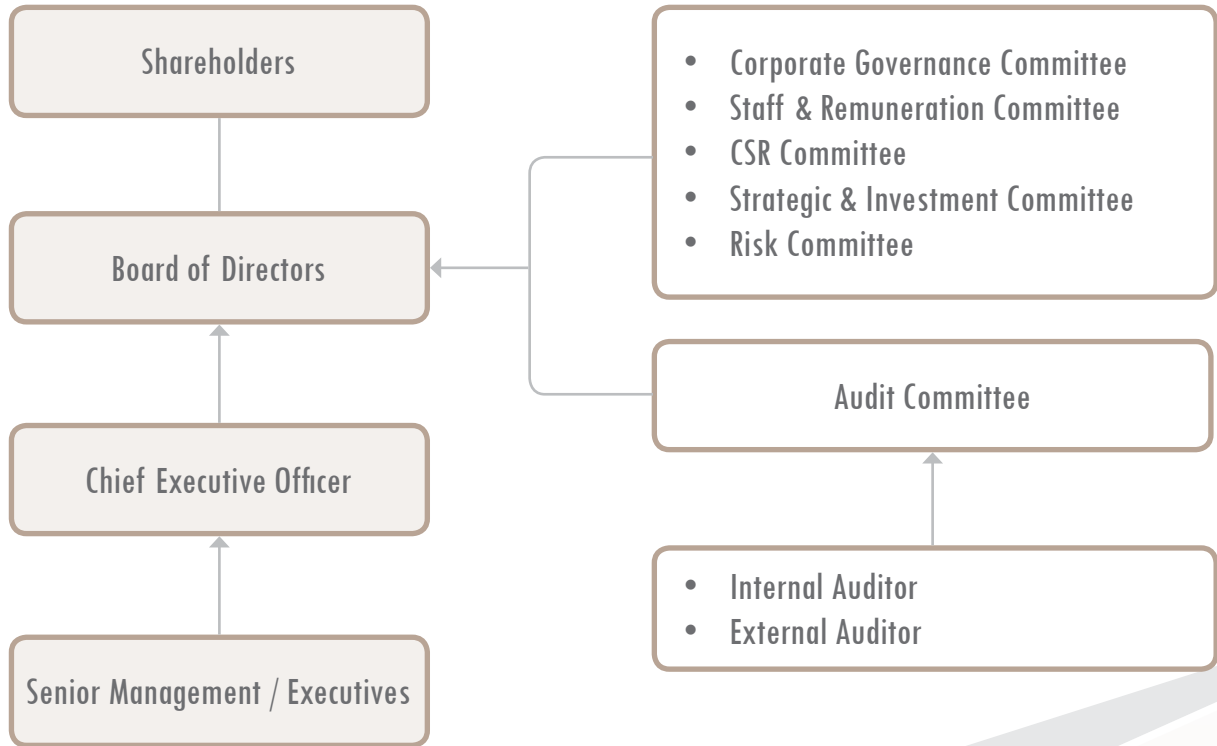 Shareholders
Board of Directors
Chief Executive Officer
Senior Management / Executives
• Corporate Governance Committee
• Staff & Remuneration Committee
• CSR Committee
• Strategic & Investment Committee
• Risk Committee
Audit Committee
• Internal Auditor
• External Auditor